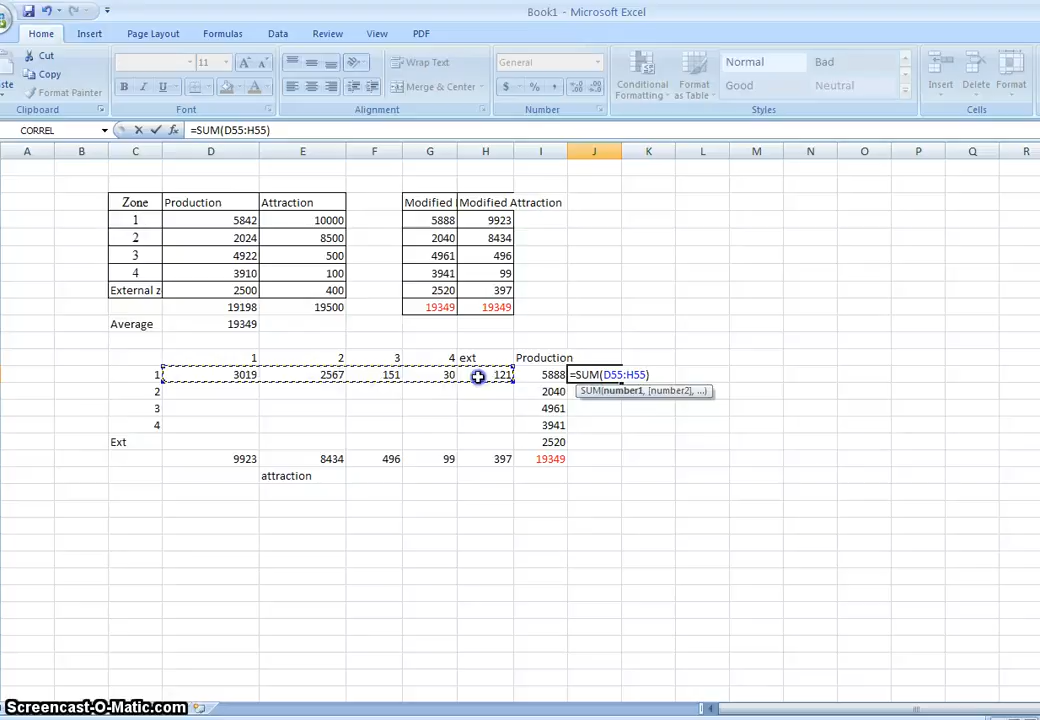 Book1 - Microsoft Excel
Home Insert Page Layout Formulas Data Review View PDF
Cut
Copy
Format Painter
Clipboard
11
B I U
Font
Wrap Text
Merge & Center
Alignment
General
$ % ,
Number
Conditional Formatting
Format as Table
Normal Bad
Good Neutral
Styles
Insert Delete Format
Cells
CORREL fx =SUM(D55:H55)
A B C D E F G H I J K L M N O P Q R
Zone Production Attraction Modified Modified Attraction
1 5842 10000 5888 9923
2 2024 8500 2040 8434
3 4922 500 4961 496
4 3910 100 3941 99
External z 2500 400 2520 397
19198 19500 19349 19349
Average 19349
1 2 3 4 ext Production
1 3019 2567 151 30 121 5888 =SUM(D55:H55)
SUM(number1, [number2], ...)
2 2040
3 4961
4 3941
Ext 2520
9923 8434 496 99 397 19349
attraction
Screencast-O-Matic.com